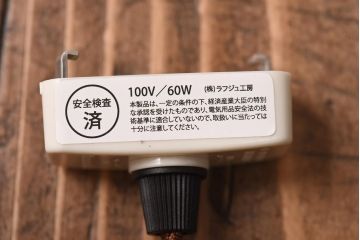 安全検査
済
100V／60W　(株)ラフジュ工房
本製品は、一定の条件の下、経済産業大臣の特別
な承認を受けたものであり、電気用品安全法の技
術基準に適合していないので、取扱いに当たっては
十分に注意してください。